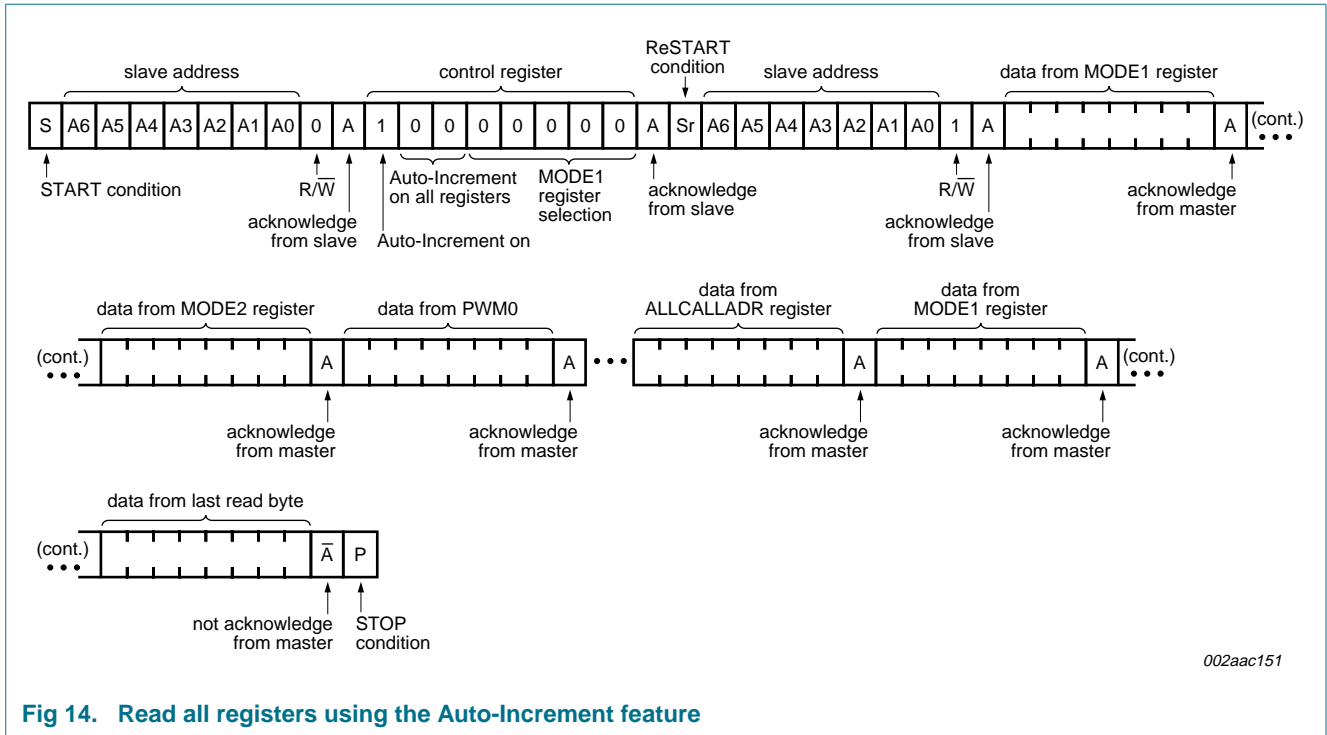 ReSTART
condition
slave address control register slave address data from MODE1 register
S A6 A5 A4 A3 A2 A1 A0 0 A 1 0 0 0 0 0 0 0 A Sr A6 A5 A4 A3 A2 A1 A0 1 A A (cont.)
START condition R/W̅ Auto-Increment on all registers MODE1 register selection acknowledge from slave R/W̅ acknowledge from master
acknowledge from slave Auto-Increment on acknowledge from slave
data from MODE2 register data from PWM0 data from ALLCALLADR register data from MODE1 register
(cont.) A A A A (cont.)
acknowledge from master acknowledge from master acknowledge from master acknowledge from master
data from last read byte
(cont.) A̅ P
not acknowledge from master STOP condition
002aac151
Fig 14. Read all registers using the Auto-Increment feature